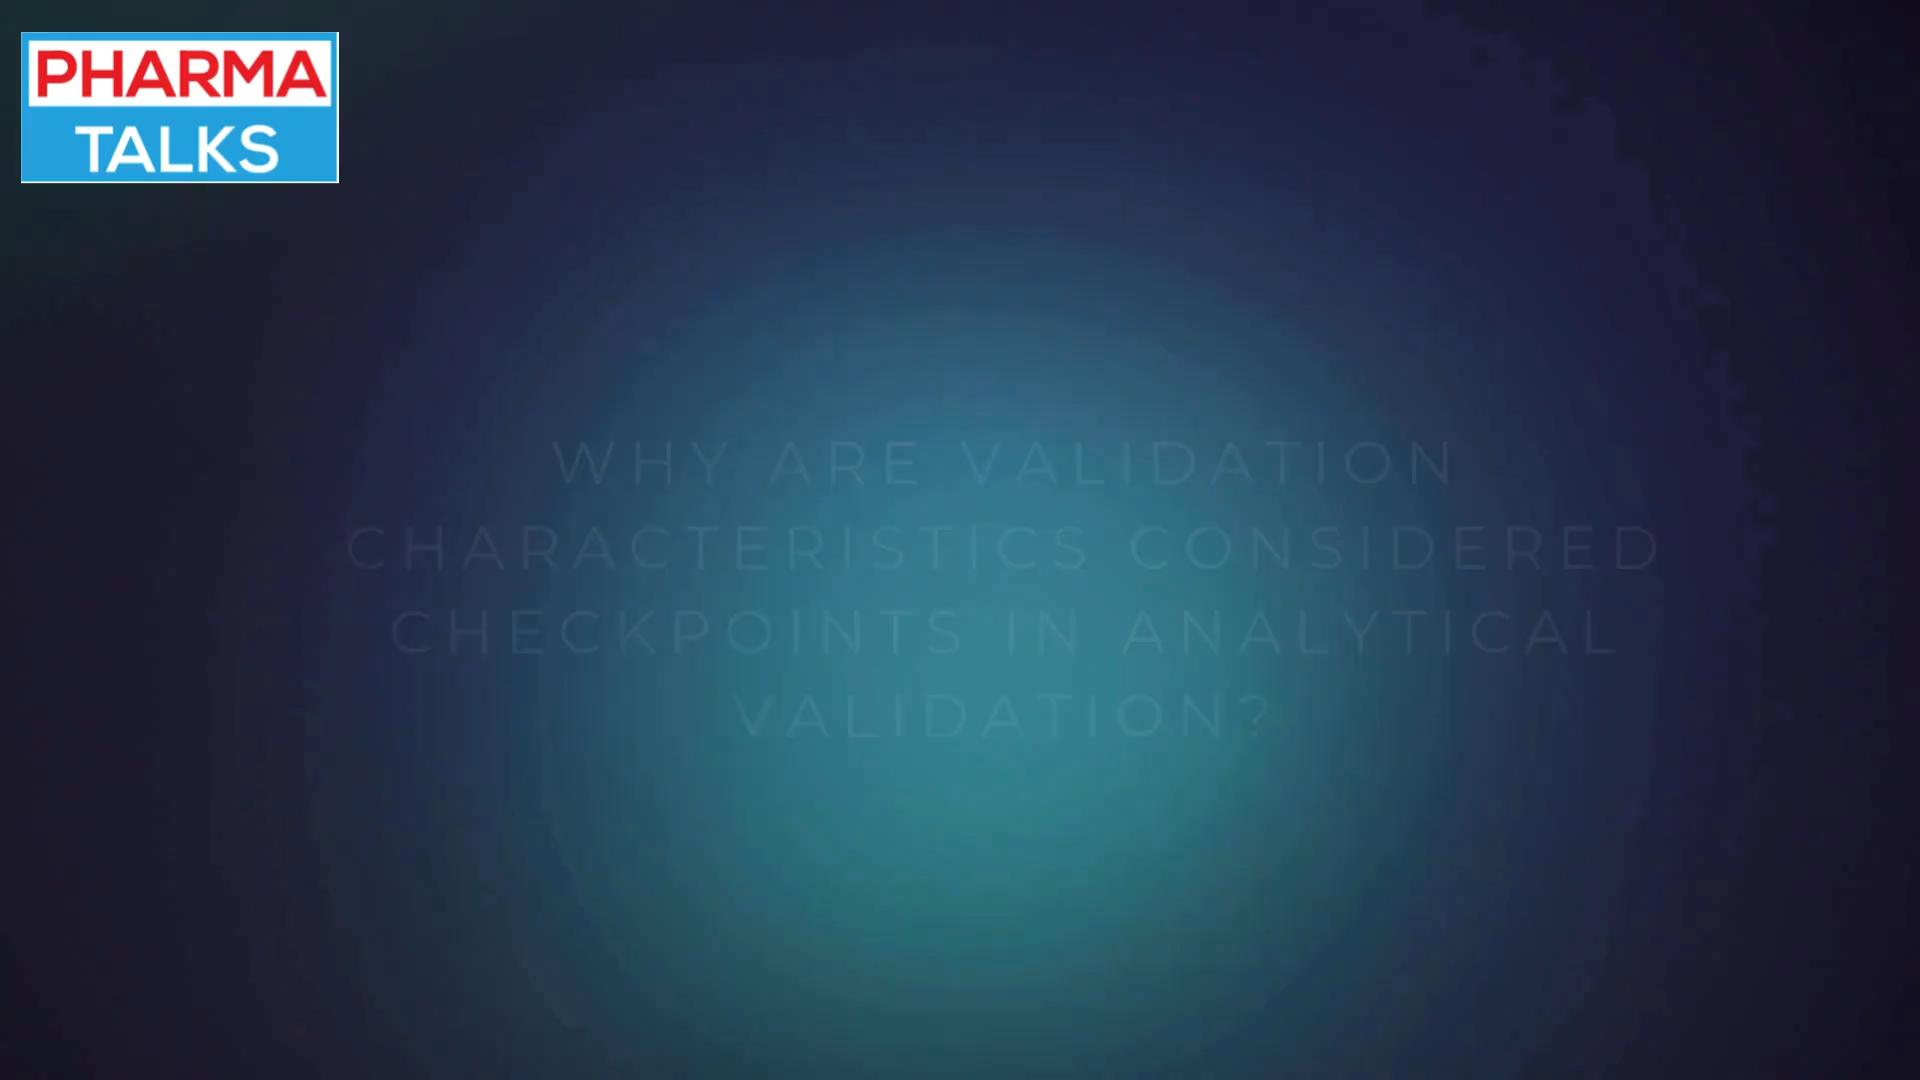 PHARMA
TALKS
WHY ARE VALIDATION
CHARACTERISTICS CONSIDERED
CHECKPOINTS IN ANALYTICAL
VALIDATION?